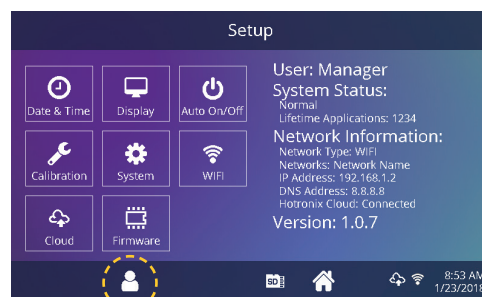 Setup
Date & Time
Display
Auto On/Off
Calibration
System
WIFI
Cloud
Firmware
User: Manager
System Status:
Normal
Lifetime Applications: 1234
Network Information:
Network Type: WIFI
Networks: Network Name
IP Address: 192.168.1.2
DNS Address: 8.8.8.8
Hotronix Cloud: Connected
Version: 1.0.7
SD
8:53 AM
1/23/2018